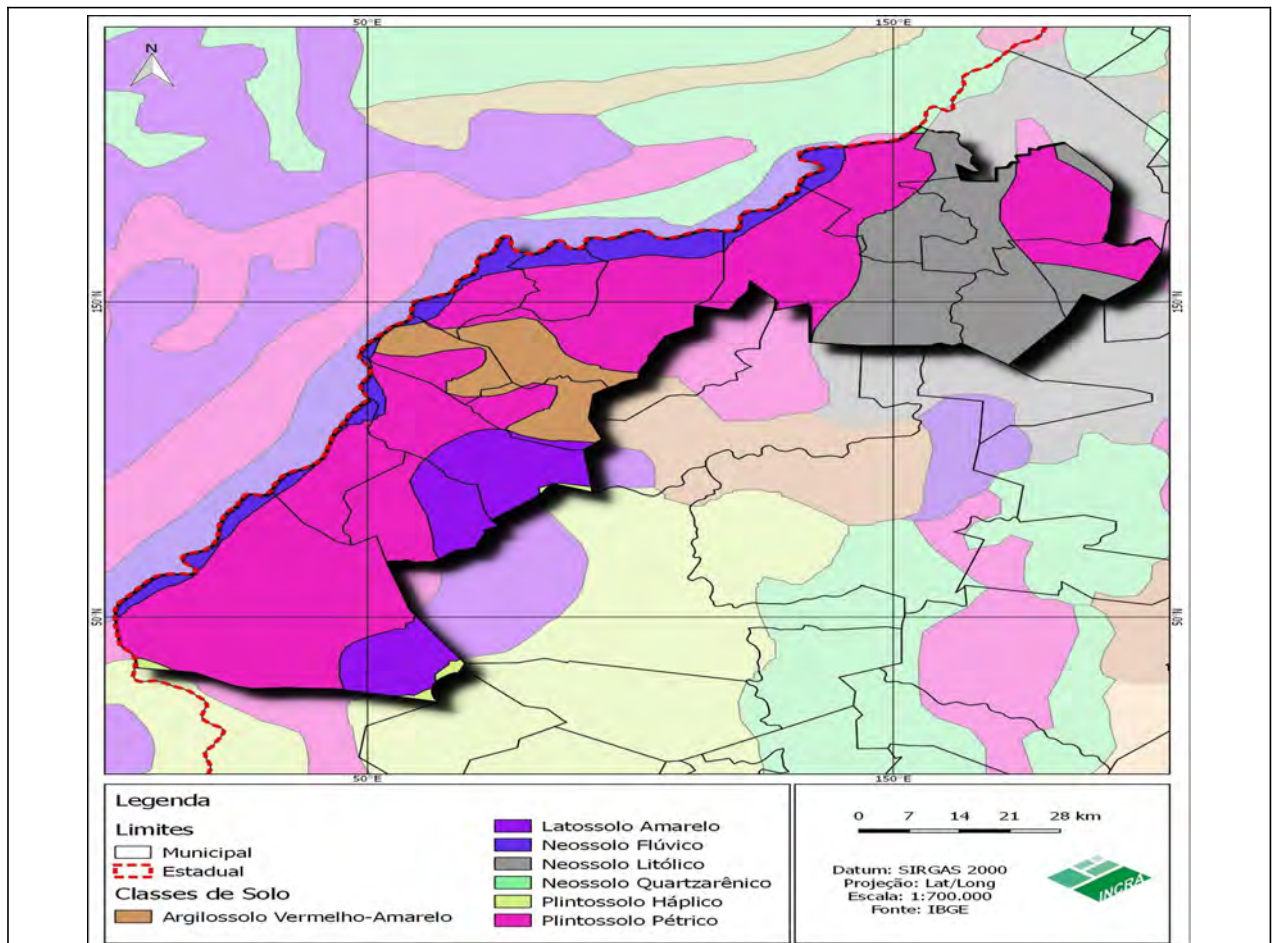 50°E 150°E
N
150°N 150°N
50°N 50°N
50°E 150°E
Legenda
Limites
Municipal
Estadual
Classes de Solo
Argilossolo Vermelho-Amarelo
Latossolo Amarelo
Neossolo Flúvico
Neossolo Litólico
Neossolo Quartzarênico
Plintossolo Háplico
Plintossolo Pétrico
0 7 14 21 28 km
Datum: SIRGAS 2000
Projeção: Lat/Long
Escala: 1:700.000
Fonte: IBGE
INCRA